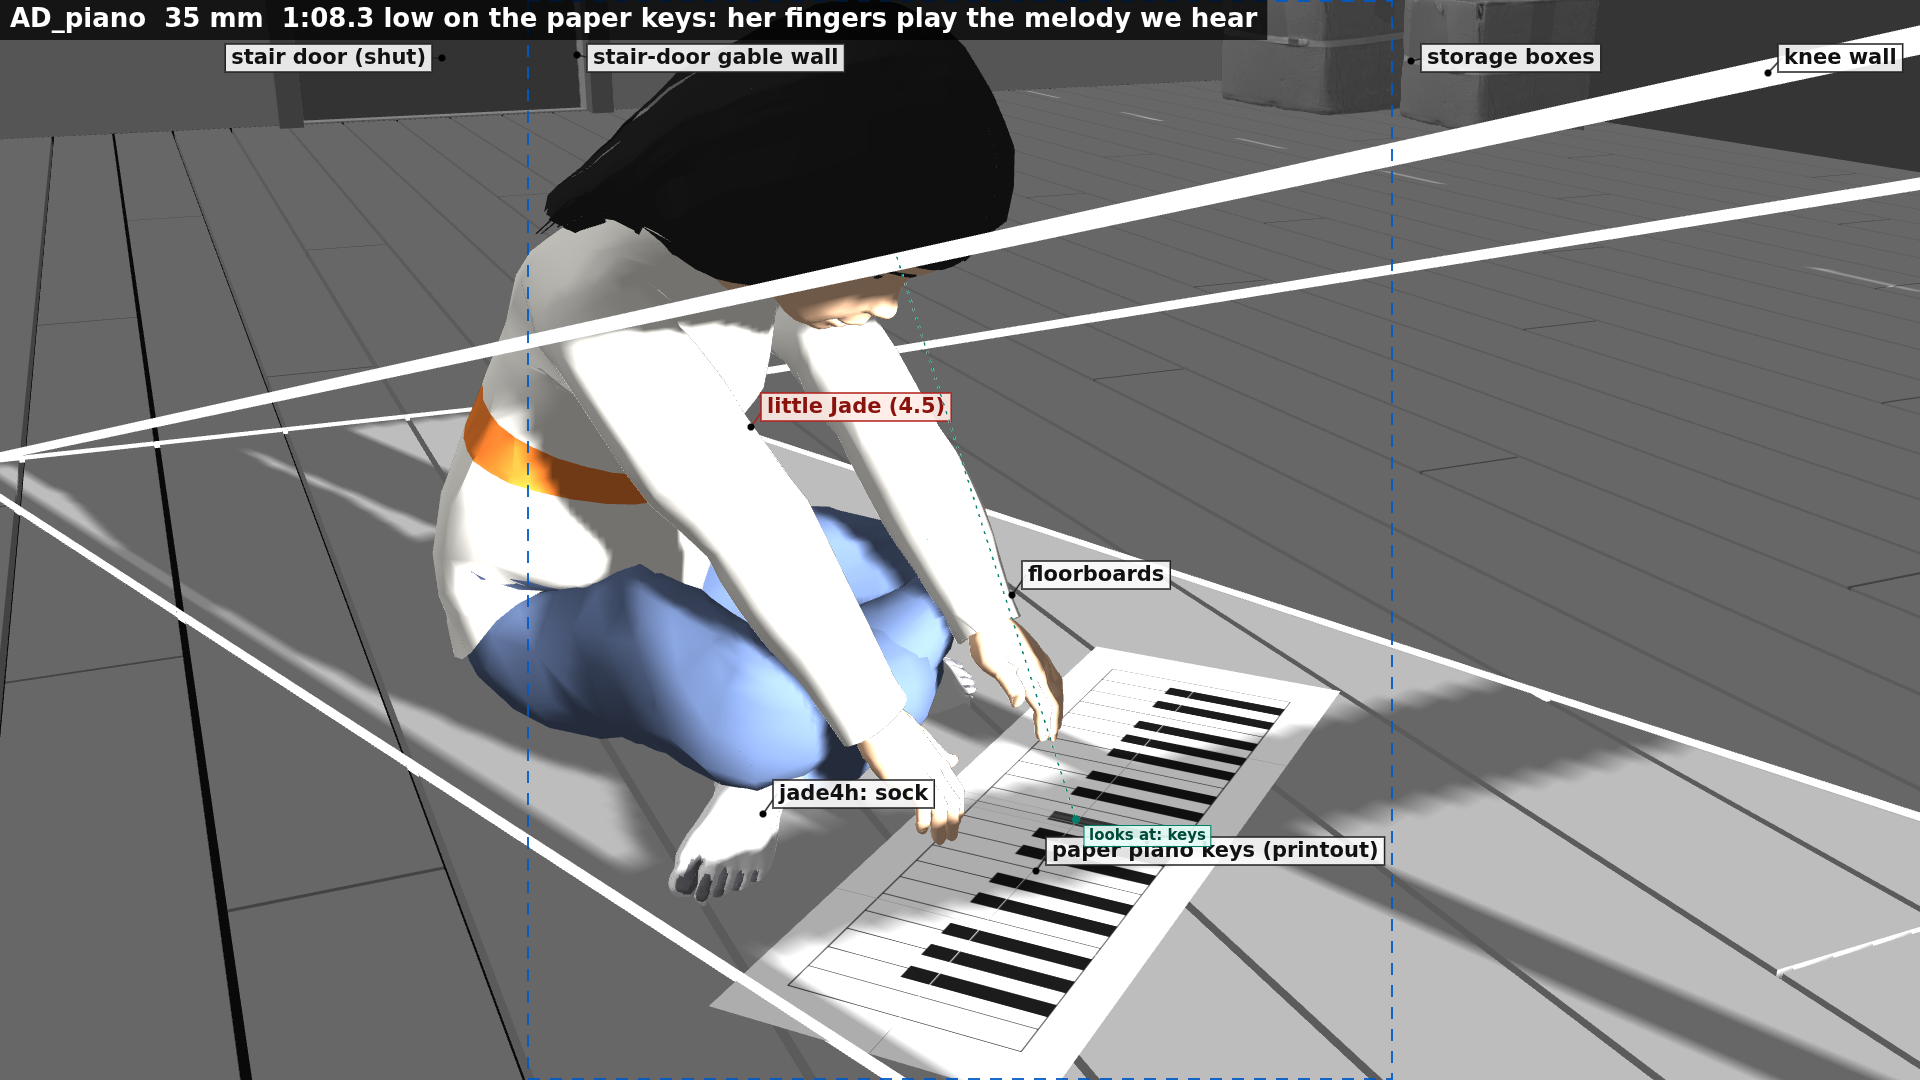 AD_piano 35 mm 1:08.3 low on the paper keys: her fingers play the melody we hear
stair door (shut)
stair-door gable wall
storage boxes
knee wall
little Jade (4.5)
floorboards
jade4h: sock
looks at: keys
paper piano keys (printout)